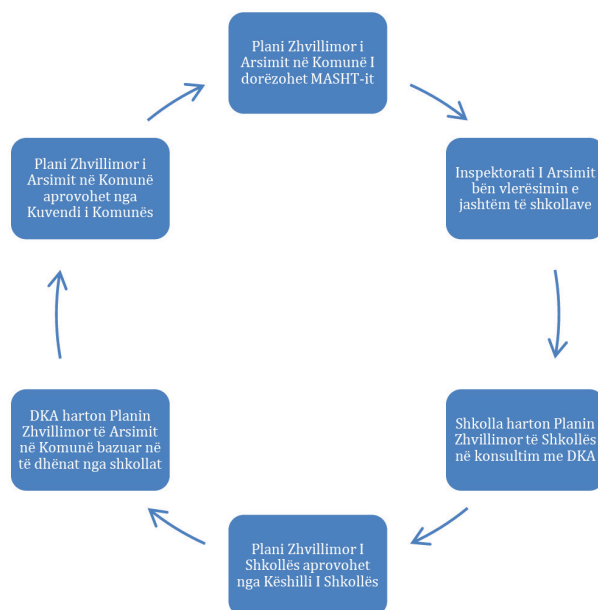 Plani Zhvillimor i
Arsimit në Komunë I
dorëzohet MASHT-it
Inspektorati I Arsimit
bën vlerësimin e
jashtëm të shkollave
Shkolla harton Planin
Zhvillimor të Shkollës
në konsultim me DKA
Plani Zhvillimor I
Shkollës aprovohet
nga Këshilli I Shkollës
DKA harton Planin
Zhvillimor të Arsimit
në Komunë bazuar në
të dhënat nga shkollat
Plani Zhvillimor i
Arsimit në Komunë
aprovohet nga
Kuvendi i Komunës